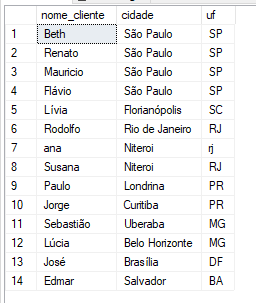 nome_cliente cidade uf
1 Beth São Paulo SP
2 Renato São Paulo SP
3 Mauricio São Paulo SP
4 Flávio São Paulo SP
5 Lívia Florianópolis SC
6 Rodolfo Rio de Janeiro RJ
7 ana Niteroi rj
8 Susana Niteroi RJ
9 Paulo Londrina PR
10 Jorge Curitiba PR
11 Sebastião Uberaba MG
12 Lúcia Belo Horizonte MG
13 José Brasília DF
14 Edmar Salvador BA